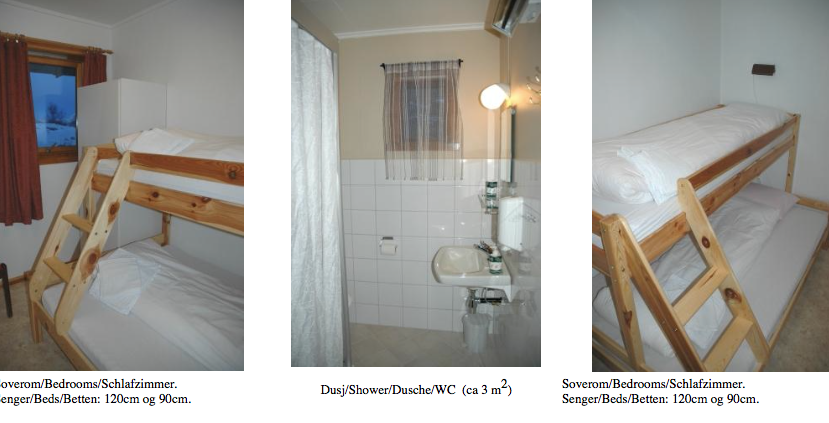 overom/Bedrooms/Schlafzimmer.
enger/Beds/Betten: 120cm og 90cm.
Dusj/Shower/Dusche/WC (ca 3 m²)
Soverom/Bedrooms/Schlafzimmer.
Senger/Beds/Betten: 120cm og 90cm.